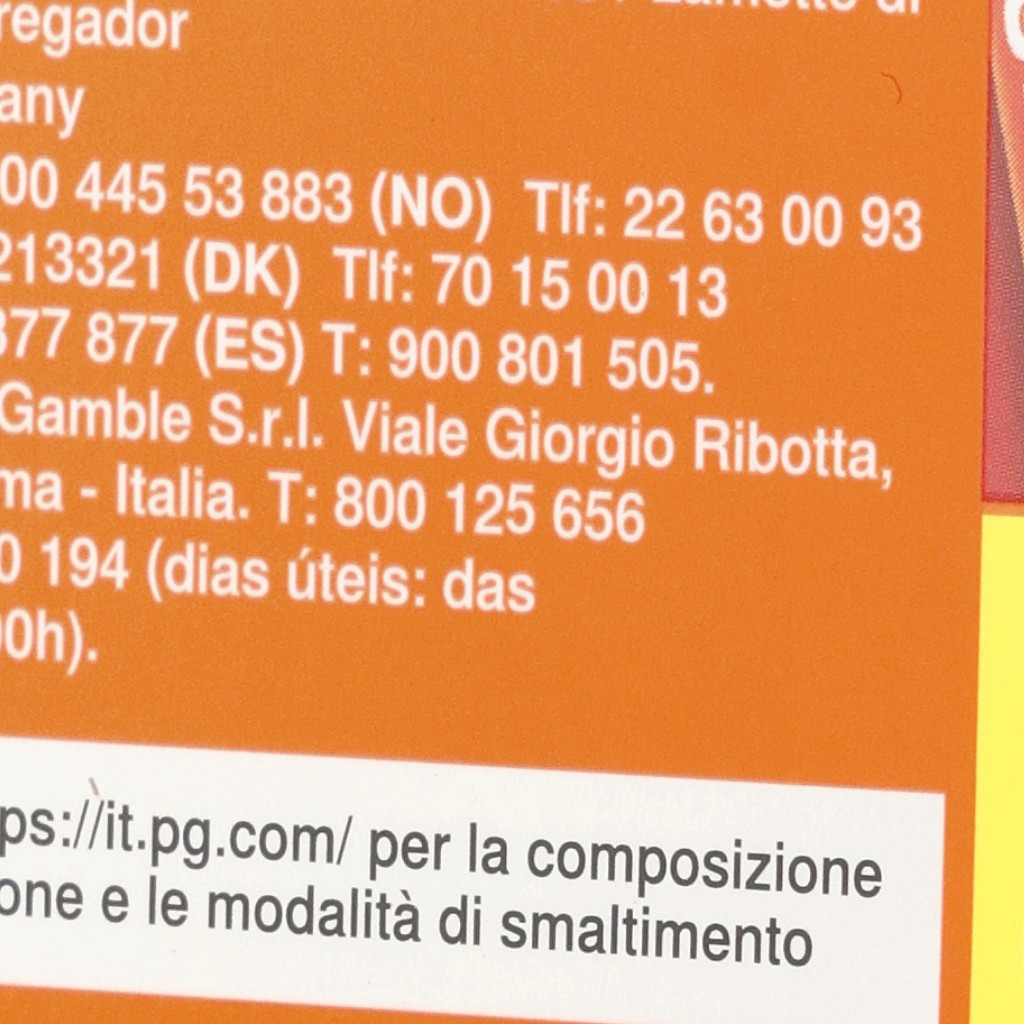 regador
any
00 445 53 883 (NO) Tlf: 22 63 00 93
213321 (DK) Tlf: 70 15 00 13
377 877 (ES) T: 900 801 505.
Gamble S.r.l. Viale Giorgio Ribotta,
ma - Italia. T: 800 125 656
0 194 (dias úteis: das
00h).
ps://it.pg.com/ per la composizione
one e le modalità di smaltimento